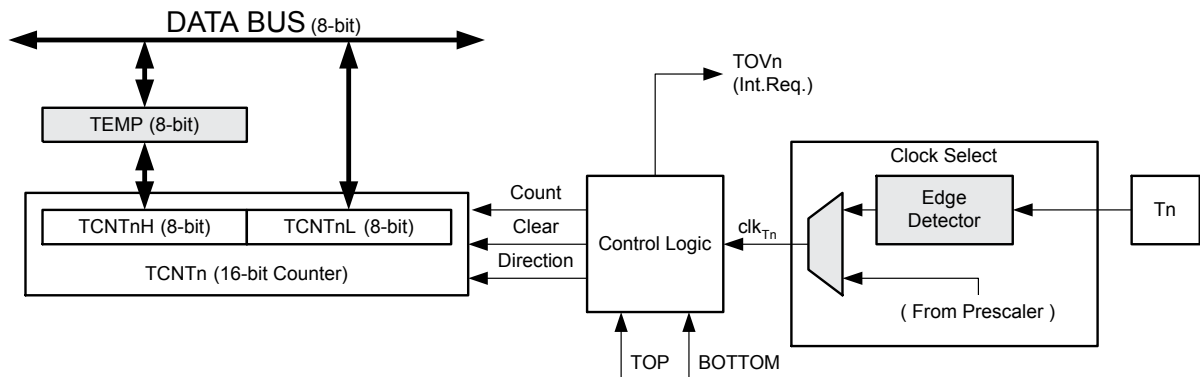 DATA BUS (8-bit)
TEMP (8-bit)
TCNTnH (8-bit)
TCNTnL (8-bit)
TCNTn (16-bit Counter)
Count
Clear
Direction
Control Logic
TOVn
(Int.Req.)
TOP
BOTTOM
clkTn
Clock Select
Edge
Detector
( From Prescaler )
Tn